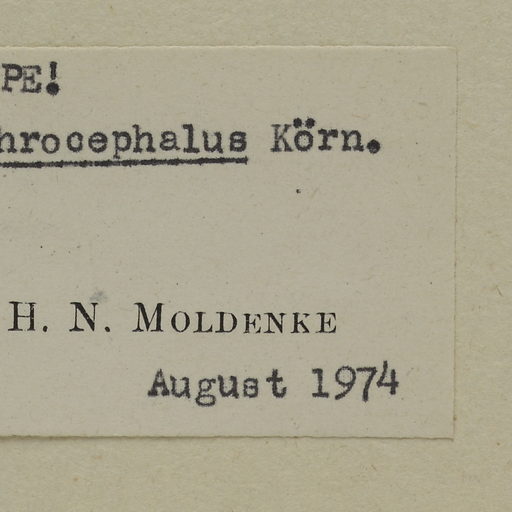 PE!
hrocephalus Körn.
H. N. MOLDENKE
August 1974